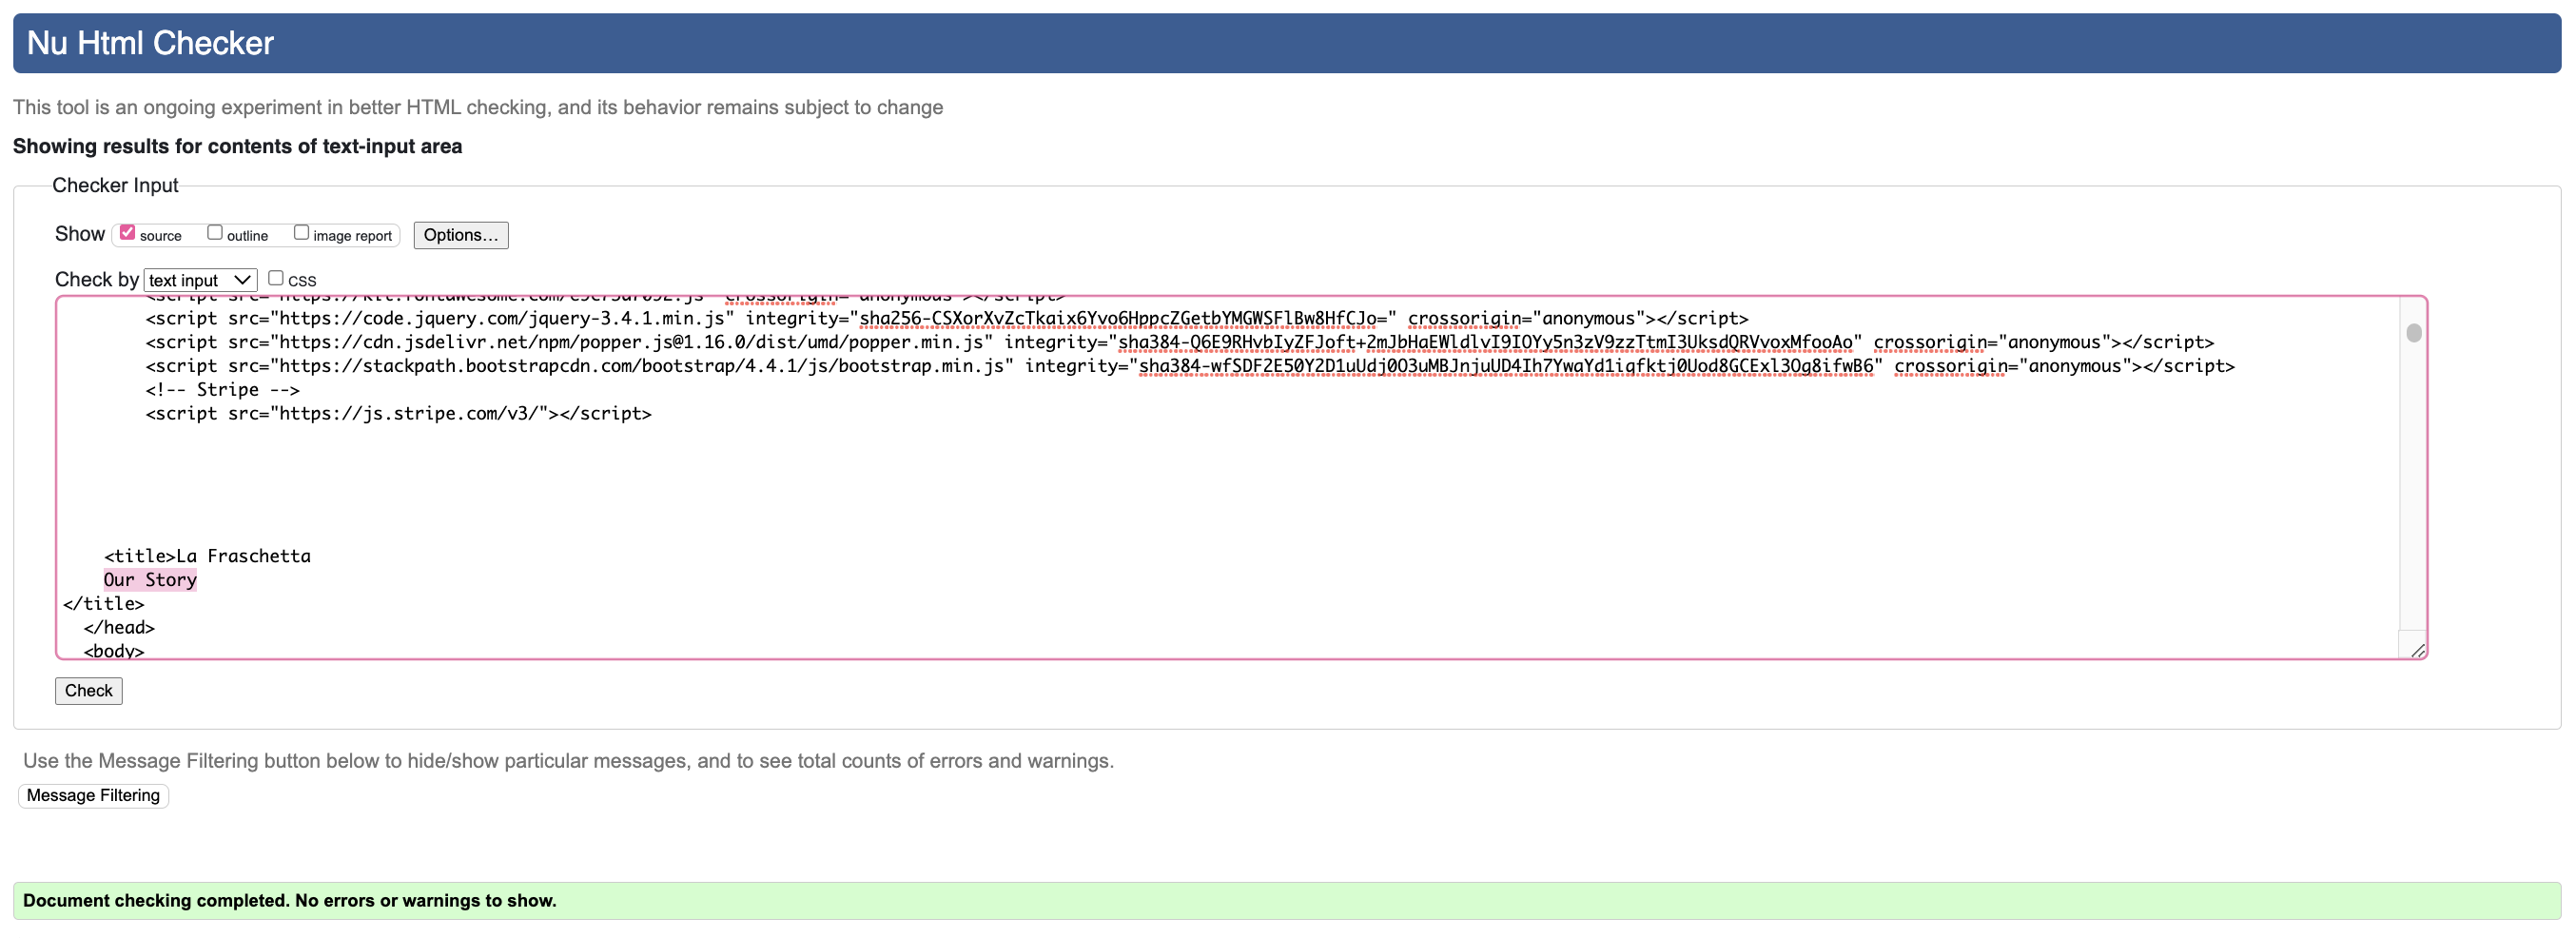 Nu Html Checker
This tool is an ongoing experiment in better HTML checking, and its behavior remains subject to change
Showing results for contents of text-input area
Checker Input
Show source outline image report Options...
Check by text input css
<script src="https://code.jquery.com/jquery-3.4.1.min.js" integrity="sha256-CSXorXvZcTkaix6Yvo6HppcZGetbYMGWSFlBw8HfCJo=" crossorigin="anonymous"></script>
<script src="https://cdn.jsdelivr.net/npm/popper.js@1.16.0/dist/umd/popper.min.js" integrity="sha384-Q6E9RHvbIyZFJoft+2mJbHaEWldlvI9IOYy5n3zV9zzTtmI3UksdQRVvoxMfooAo" crossorigin="anonymous"></script>
<script src="https://stackpath.bootstrapcdn.com/bootstrap/4.4.1/js/bootstrap.min.js" integrity="sha384-wfSDF2E50Y2D1uUdj0O3uMBJnjuUD4Ih7YwaYd1iqfktj0Uod8GCExl3Og8ifwB6" crossorigin="anonymous"></script>
<!-- Stripe -->
<script src="https://js.stripe.com/v3/"></script>
<title>La Fraschetta
Our Story
</title>
</head>
<body>
Check
Use the Message Filtering button below to hide/show particular messages, and to see total counts of errors and warnings.
Message Filtering
Document checking completed. No errors or warnings to show.